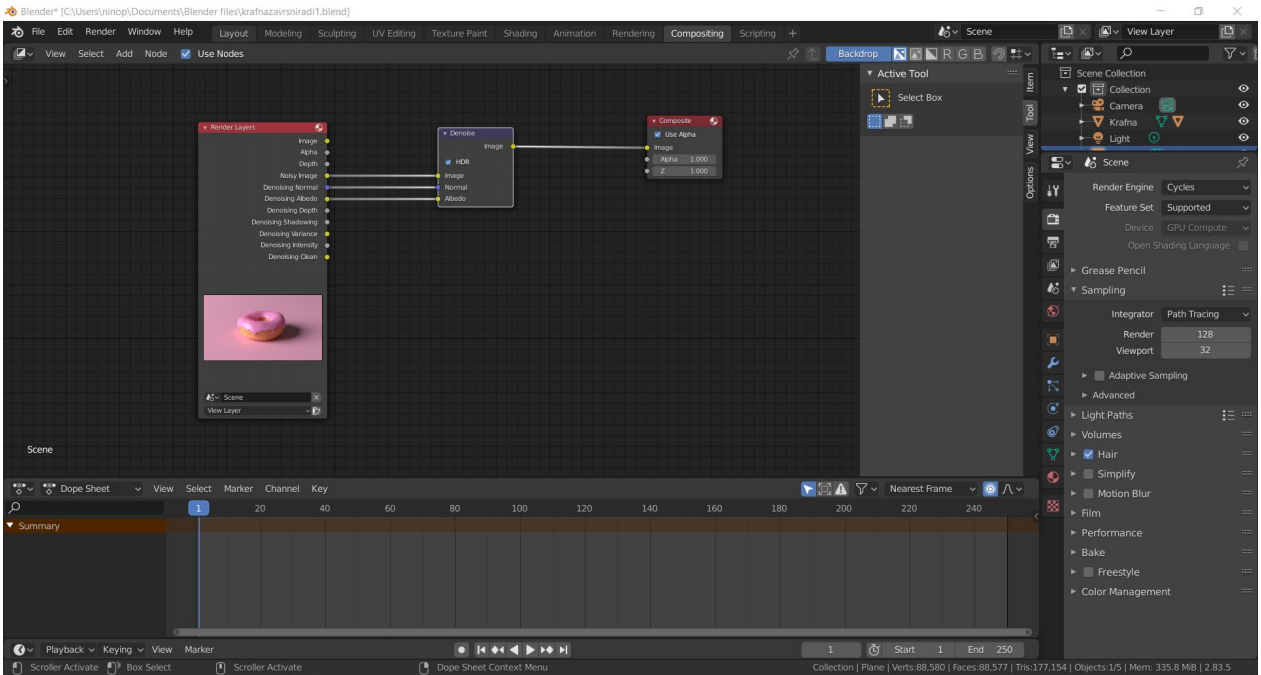 Blender* [C:\Users\ninop\Documents\Blender files\krafnazavrsniradi1.blend]
File Edit Render Window Help Layout Modeling Sculpting UV Editing Texture Paint Shading Animation Rendering Compositing Scripting + Scene View Layer
View Select Add Node Use Nodes Backdrop R G B
Active Tool
Select Box
Item
Tool
View
Options
Render Layers
Image
Alpha
Depth
Noisy Image
Denoising Normal
Denoising Albedo
Denoising Depth
Denoising Shadowing
Denoising Variance
Denoising Intensity
Denoising Clean
Scene
View Layer
Denoise
Image
HDR
Image
Normal
Albedo
Composite
Use Alpha
Image
Alpha 1.000
Z 1.000
Scene
Scene Collection
Collection
Camera
Krafna
Light
Scene
Render Engine Cycles
Feature Set Supported
Device GPU Compute
Open Shading Language
Grease Pencil
Sampling
Integrator Path Tracing
Render 128
Viewport 32
Adaptive Sampling
Advanced
Light Paths
Volumes
Hair
Simplify
Motion Blur
Film
Performance
Bake
Freestyle
Color Management
Dope Sheet View Select Marker Channel Key Nearest Frame
1 20 40 60 80 100 120 140 160 180 200 220 240
Summary
Playback Keying View Marker 1 Start 1 End 250
Scroller Activate Box Select Scroller Activate Dope Sheet Context Menu Collection | Plane | Verts:88,580 | Faces:88,577 | Tris:177,154 | Objects:1/5 | Mem: 335.8 MiB | 2.83.5